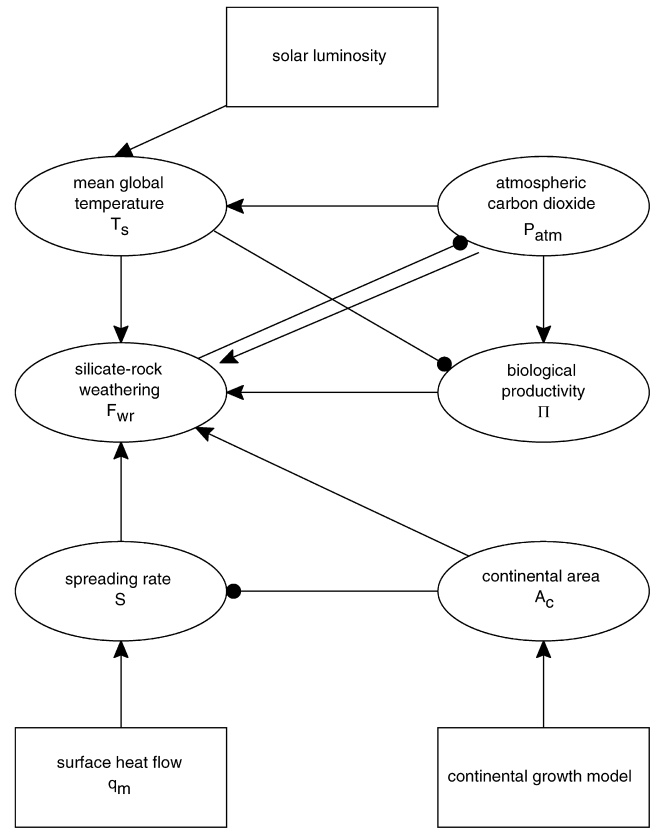 solar luminosity
mean global
temperature
Ts
atmospheric
carbon dioxide
Patm
silicate-rock
weathering
Fwr
biological
productivity
Π
spreading rate
S
continental area
Ac
surface heat flow
qm
continental growth model